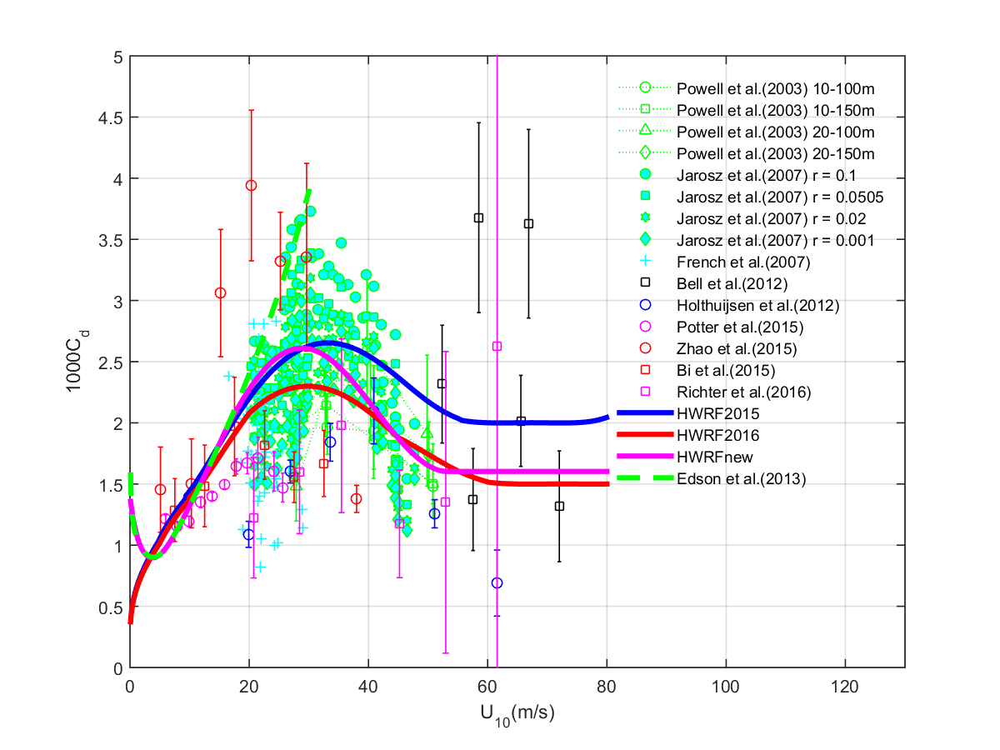 5
4.5
4
3.5
3
2.5
2
1.5
1
0.5
0
1000Cd
0 20 40 60 80 100 120
U10(m/s)
Powell et al.(2003) 10-100m
Powell et al.(2003) 10-150m
Powell et al.(2003) 20-100m
Powell et al.(2003) 20-150m
Jarosz et al.(2007) r = 0.1
Jarosz et al.(2007) r = 0.0505
Jarosz et al.(2007) r = 0.02
Jarosz et al.(2007) r = 0.001
French et al.(2007)
Bell et al.(2012)
Holthuijsen et al.(2012)
Potter et al.(2015)
Zhao et al.(2015)
Bi et al.(2015)
Richter et al.(2016)
HWRF2015
HWRF2016
HWRFnew
Edson et al.(2013)